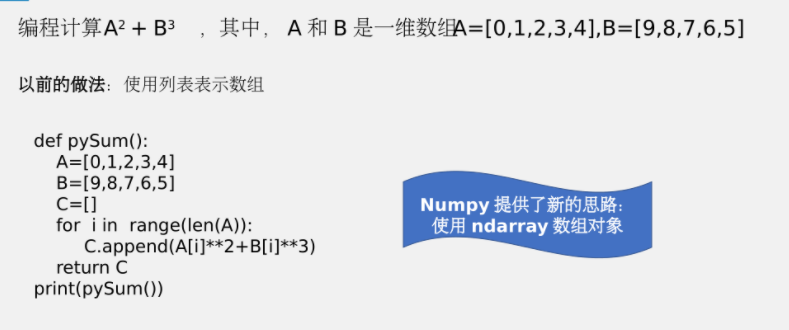 编程计算A² + B³ ，其中， A 和 B 是一维数组A=[0,1,2,3,4],B=[9,8,7,6,5]
以前的做法：使用列表表示数组
def pySum():
    A=[0,1,2,3,4]
    B=[9,8,7,6,5]
    C=[]
    for i in range(len(A)):
        C.append(A[i]**2+B[i]**3)
    return C
print(pySum())
Numpy 提供了新的思路：
使用 ndarray 数组对象